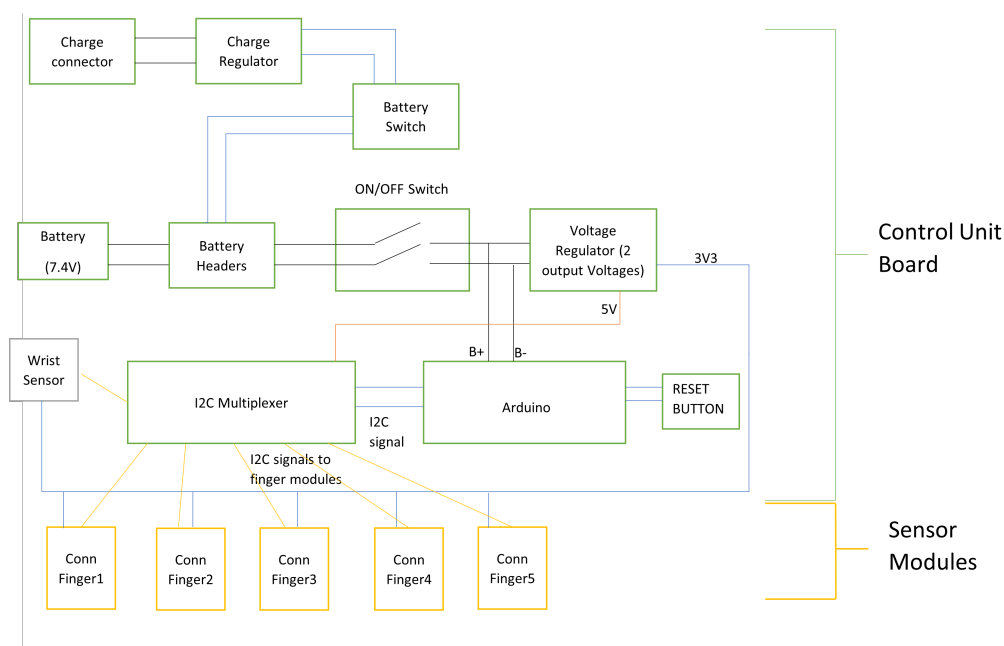 Charge
connector
Charge
Regulator
Battery
Switch
ON/OFF Switch
Battery
(7.4V)
Battery
Headers
Voltage
Regulator (2
output Voltages)
3V3
Control Unit
Board
5V
B+
B-
Wrist
Sensor
I2C Multiplexer
Arduino
RESET
BUTTON
I2C
signal
I2C signals to
finger modules
Conn
Finger1
Conn
Finger2
Conn
Finger3
Conn
Finger4
Conn
Finger5
Sensor
Modules